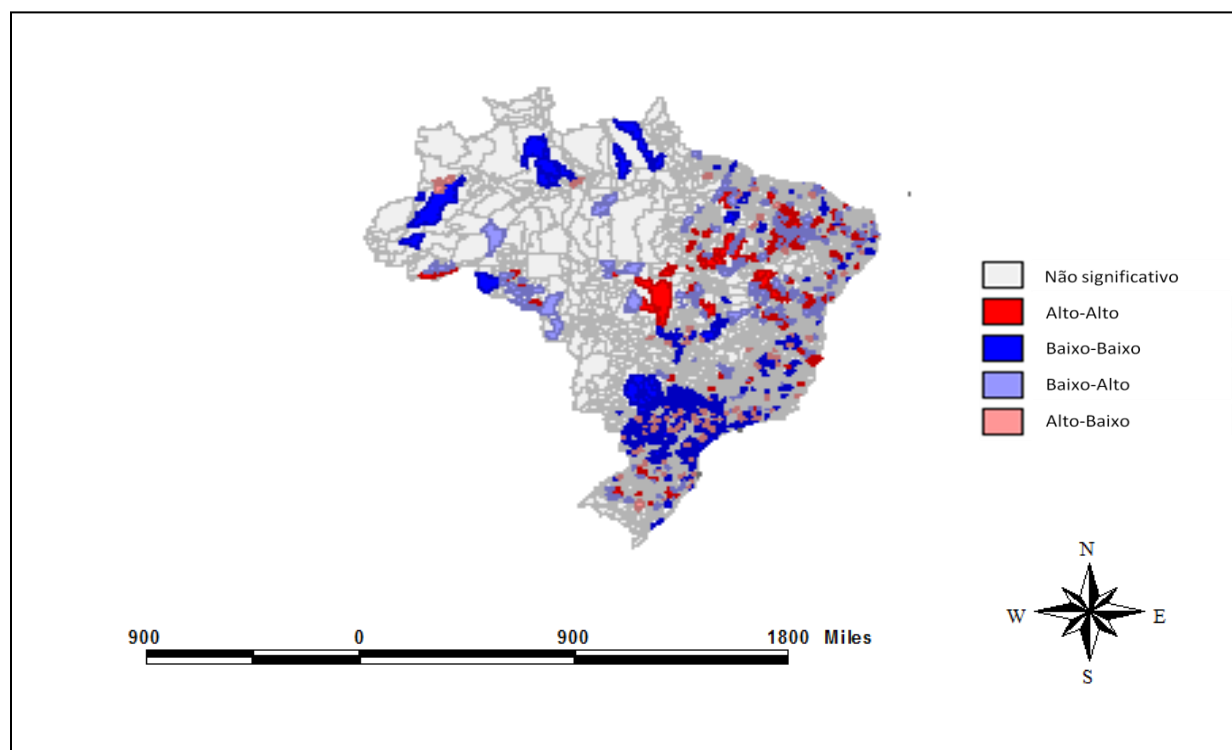 Não significativo
Alto-Alto
Baixo-Baixo
Baixo-Alto
Alto-Baixo
N
W E
S
900 0 900 1800 Miles